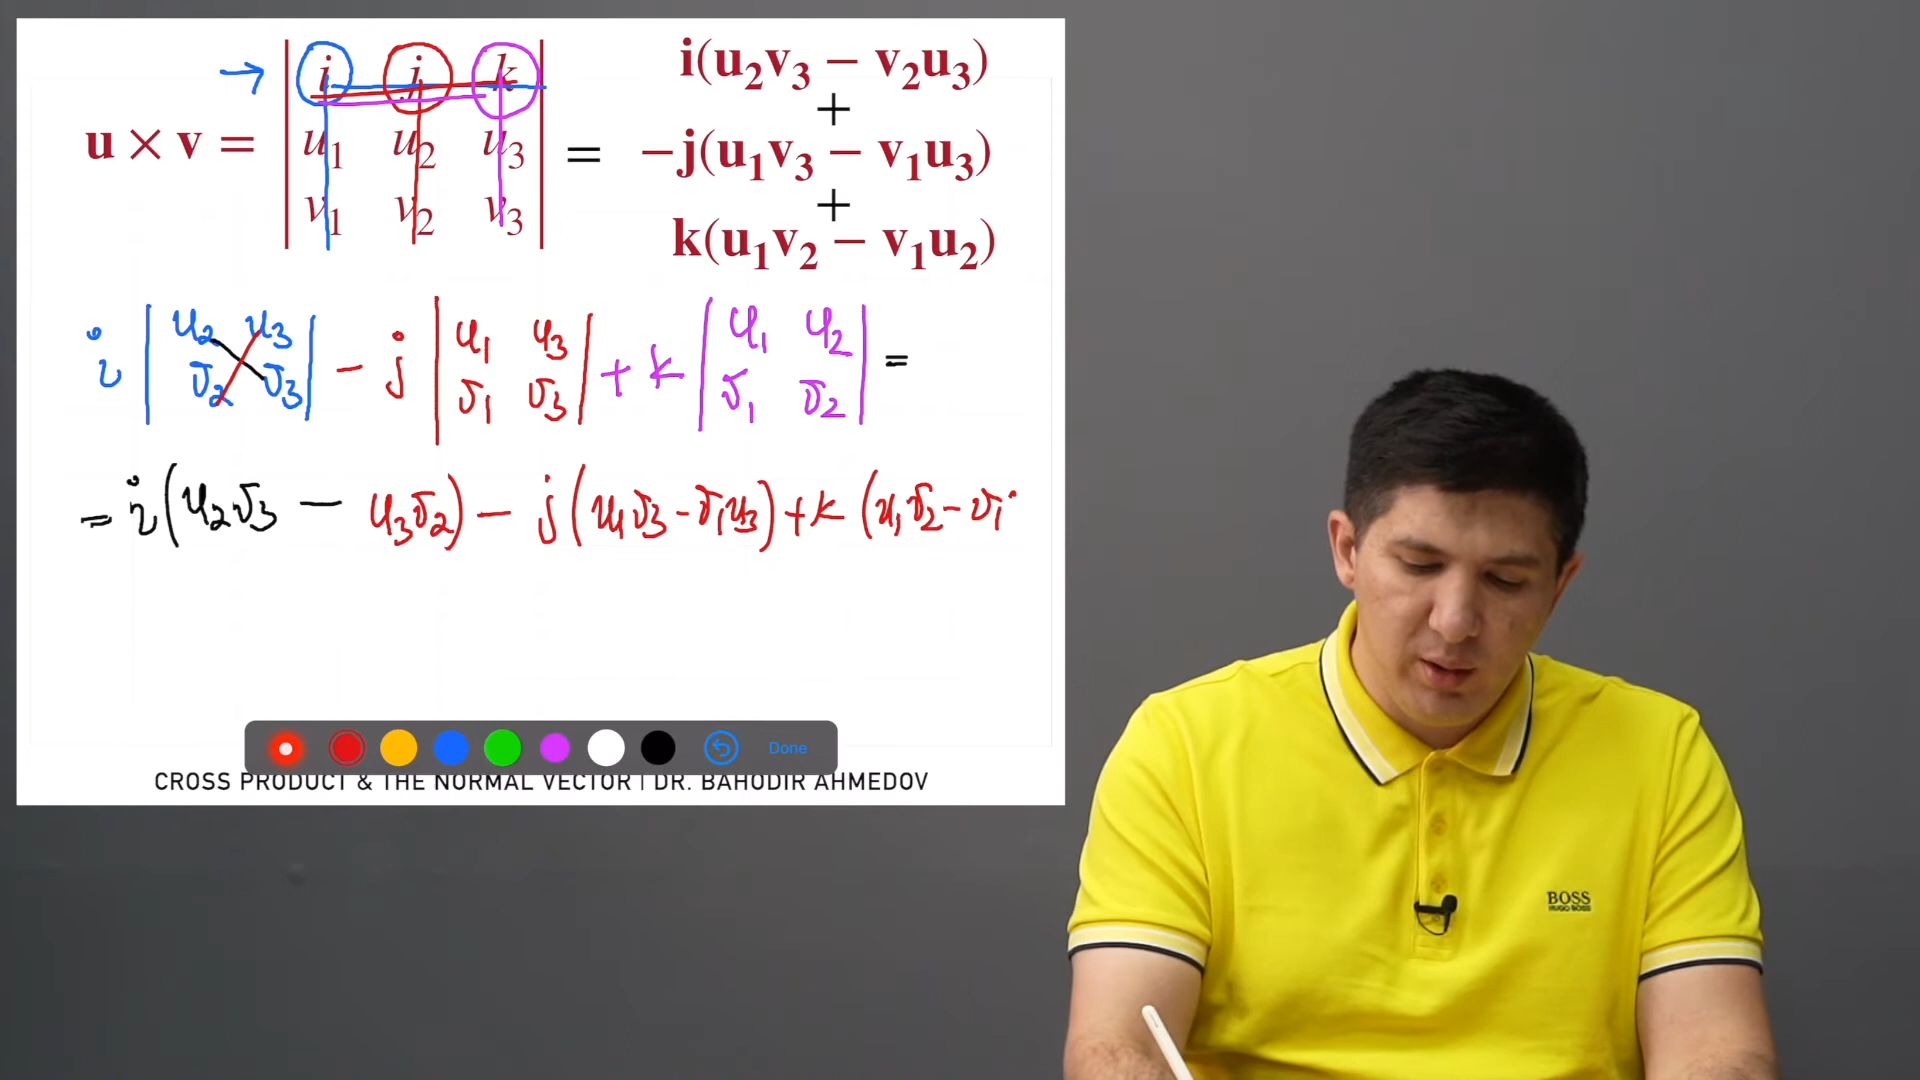 → | i j k |
u × v = | u₁ u₂ u₃ | =
| v₁ v₂ v₃ |
i(u₂v₃ − v₂u₃)
+
−j(u₁v₃ − v₁u₃)
+
k(u₁v₂ − v₁u₂)
i | u₂ u₃ | − j | u₁ u₃ | + k | u₁ u₂ | =
| v₂ v₃ | | v₁ v₃ | | v₁ v₂ |
= i(u₂v₃ − u₃v₂) − j(u₁v₃ − v₁u₃) + k(u₁v₂ − v₁
Done
CROSS PRODUCT & THE NORMAL VECTOR | DR. BAHODIR AHMEDOV
BOSS
HUGO BOSS